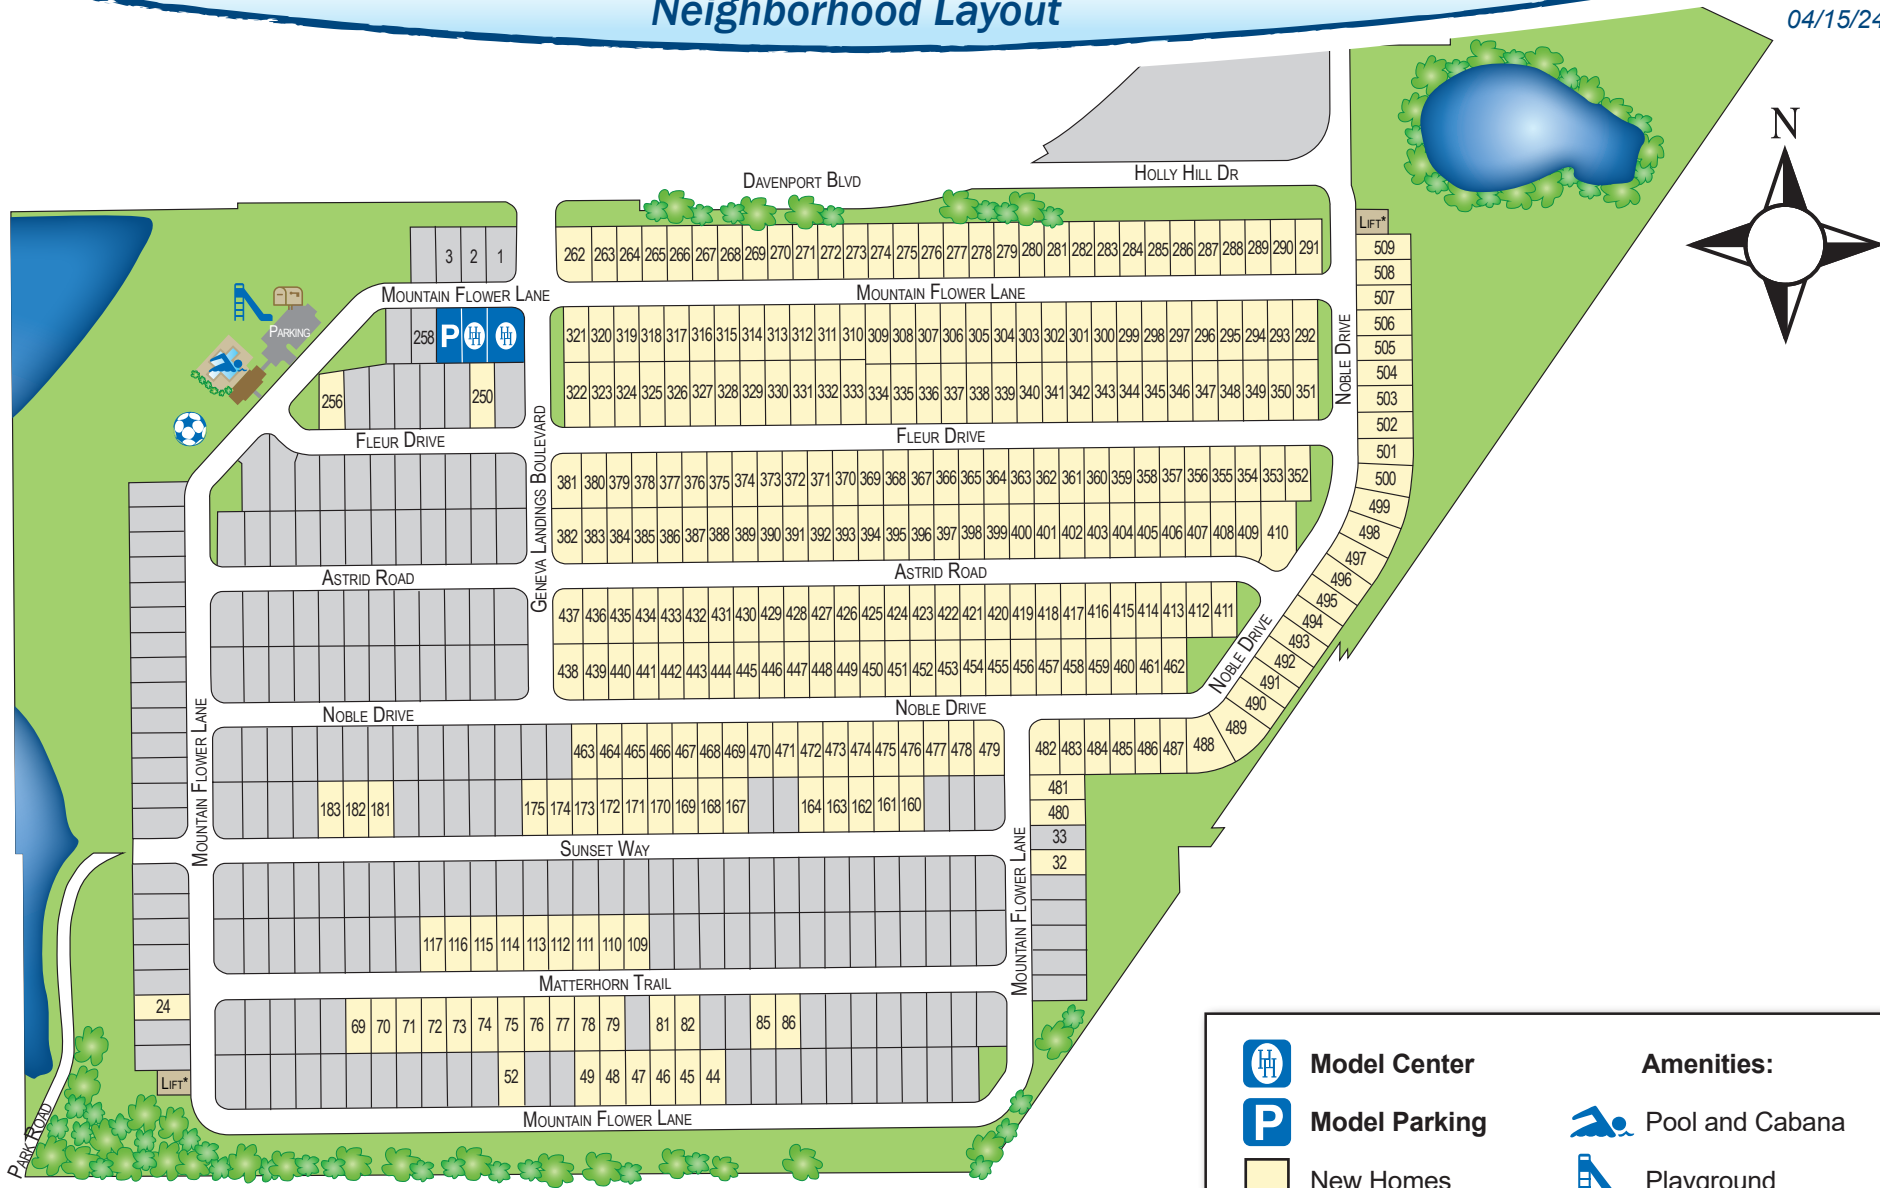 Neighborhood Layout
04/15/24
N
DAVENPORT BLVD
HOLLY HILL DR
LIFT*
3 2 1
262 263 264 265 266 267 268 269 270 271 272 273 274 275 276 277 278 279 280 281 282 283 284 285 286 287 288 289 290 291
509
508
507
506
505
504
503
502
501
500
499
498
497
496
495
494
493
492
491
490
489
MOUNTAIN FLOWER LANE
MOUNTAIN FLOWER LANE
PARKING
258 P H H
321 320 319 318 317 316 315 314 313 312 311 310 309 308 307 306 305 304 303 302 301 300 299 298 297 296 295 294 293 292
NOBLE DRIVE
256 250
322 323 324 325 326 327 328 329 330 331 332 333 334 335 336 337 338 339 340 341 342 343 344 345 346 347 348 349 350 351
FLEUR DRIVE
FLEUR DRIVE
GENEVA LANDINGS BOULEVARD
381 380 379 378 377 376 375 374 373 372 371 370 369 368 367 366 365 364 363 362 361 360 359 358 357 356 355 354 353 352
382 383 384 385 386 387 388 389 390 391 392 393 394 395 396 397 398 399 400 401 402 403 404 405 406 407 408 409 410
ASTRID ROAD
ASTRID ROAD
437 436 435 434 433 432 431 430 429 428 427 426 425 424 423 422 421 420 419 418 417 416 415 414 413 412 411
NOBLE DRIVE
438 439 440 441 442 443 444 445 446 447 448 449 450 451 452 453 454 455 456 457 458 459 460 461 462
NOBLE DRIVE
NOBLE DRIVE
MOUNTAIN FLOWER LANE
463 464 465 466 467 468 469 470 471 472 473 474 475 476 477 478 479
482 483 484 485 486 487 488
183 182 181 175 174 173 172 171 170 169 168 167 164 163 162 161 160
481
480
33
32
SUNSET WAY
MOUNTAIN FLOWER LANE
117 116 115 114 113 112 111 110 109
MATTERHORN TRAIL
24
69 70 71 72 73 74 75 76 77 78 79 81 82 85 86
52 49 48 47 46 45 44
LIFT*
MOUNTAIN FLOWER LANE
PARK ROAD
Model Center
Amenities:
P Model Parking
Pool and Cabana
New Homes
Playground